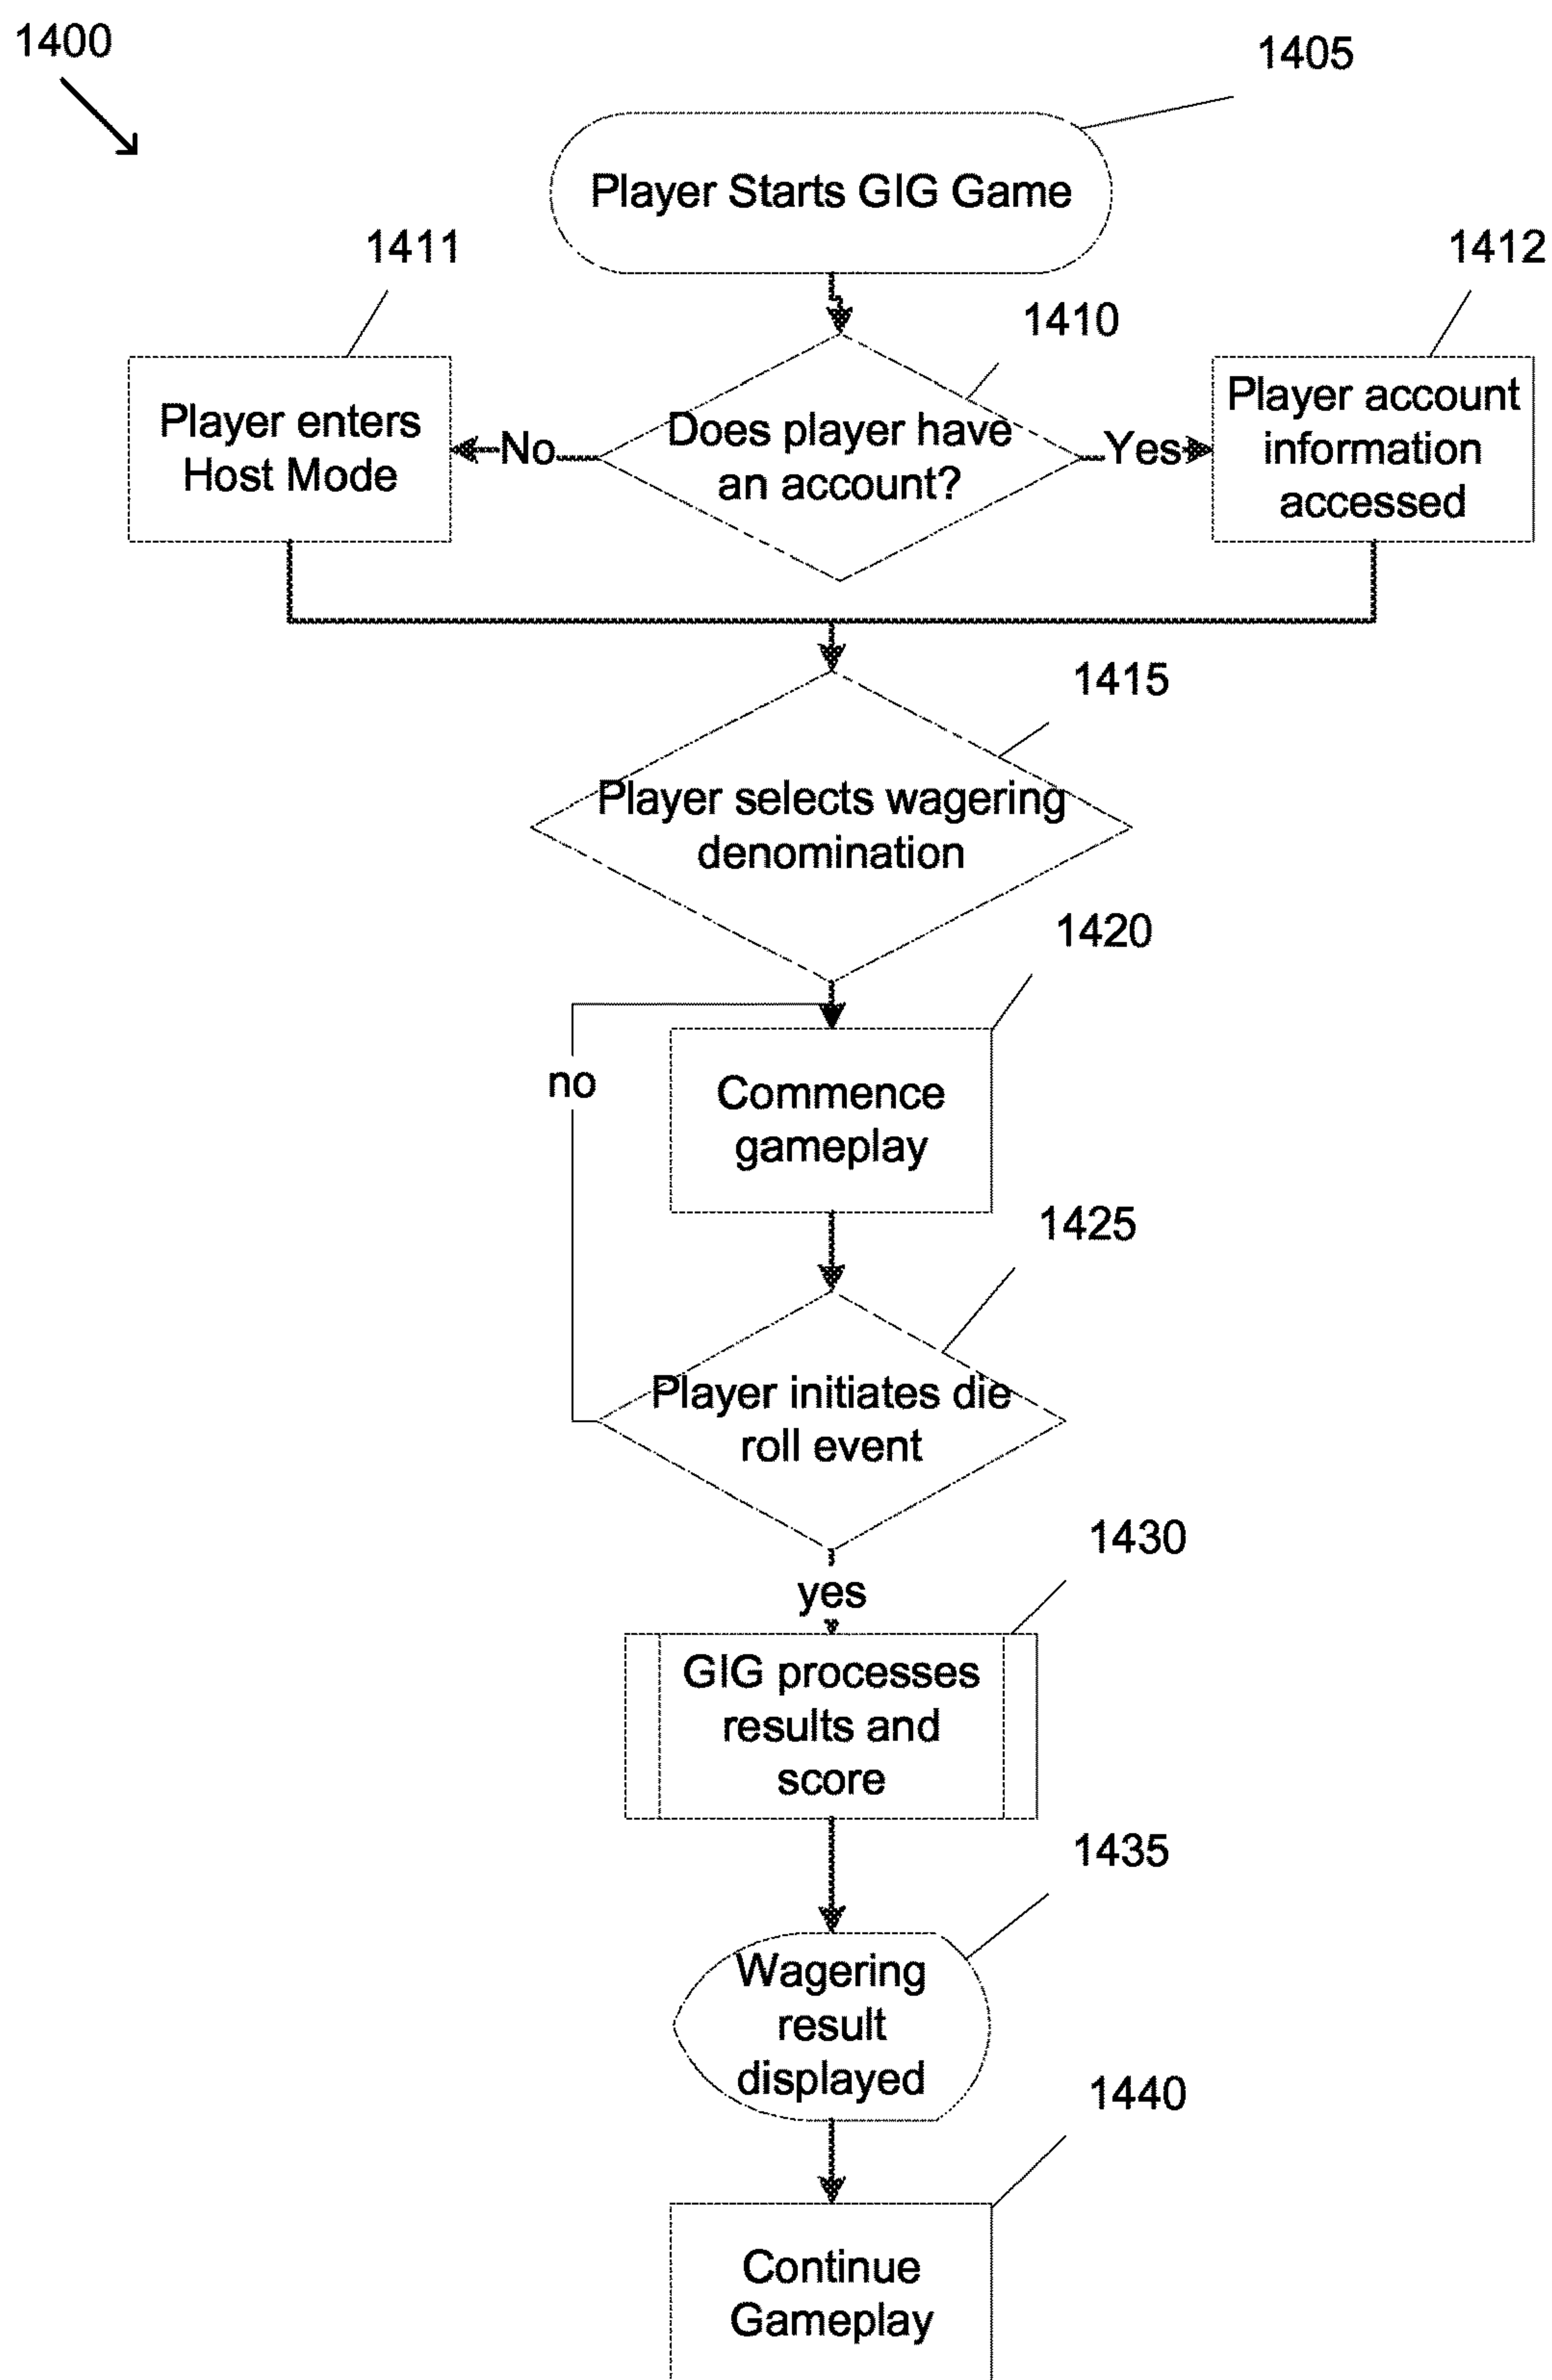 1400
1405
Player Starts GIG Game
1411
1412
1410
Player enters
Host Mode
No
Does player have
an account?
Yes
Player account
information
accessed
1415
Player selects wagering
denomination
1420
no
Commence
gameplay
1425
Player initiates die
roll event
1430
yes
GIG processes
results and
score
1435
Wagering
result
displayed
1440
Continue
Gameplay